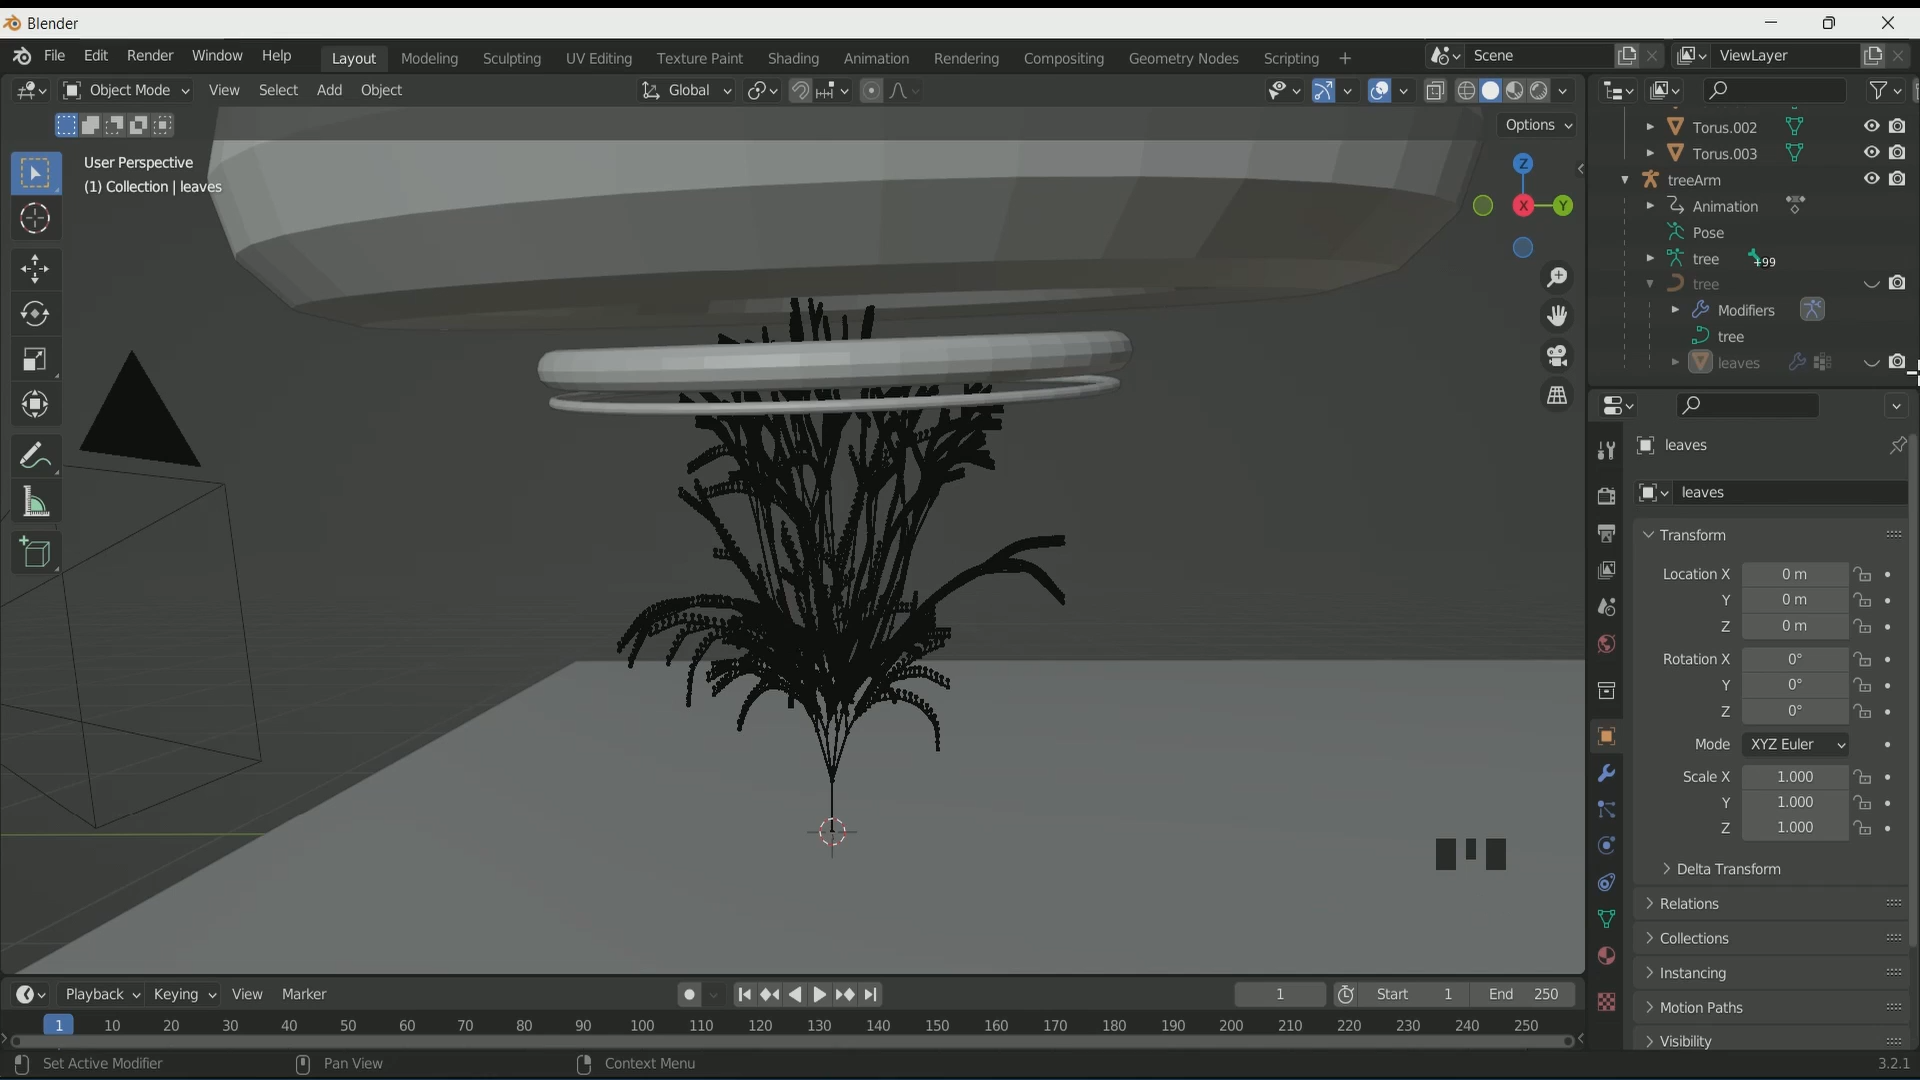 Blender
File Edit Render Window Help Layout Modeling Sculpting UV Editing Texture Paint Shading Animation Rendering Compositing Geometry Nodes Scripting + Scene ViewLayer
Object Mode View Select Add Object Global
Options
User Perspective
(1) Collection | leaves
Z
X Y
Torus.002
Torus.003
treeArm
Animation
Pose
tree +99
tree
Modifiers
tree
leaves
leaves
leaves
Transform
Location X 0 m
Y 0 m
Z 0 m
Rotation X 0°
Y 0°
Z 0°
Mode XYZ Euler
Scale X 1.000
Y 1.000
Z 1.000
Delta Transform
Relations
Collections
Instancing
Motion Paths
Visibility
Playback Keying View Marker 1 Start 1 End 250
1 10 20 30 40 50 60 70 80 90 100 110 120 130 140 150 160 170 180 190 200 210 220 230 240 250
Set Active Modifier Pan View Context Menu 3.2.1